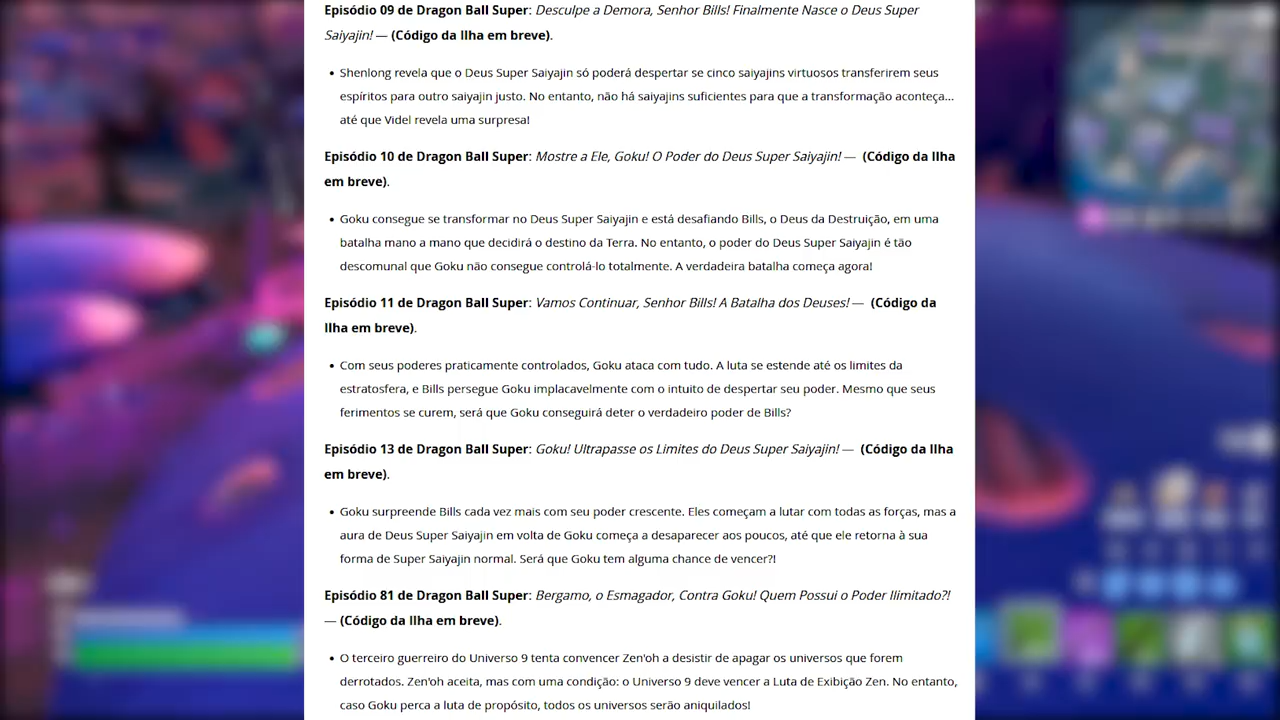 Episódio 09 de Dragon Ball Super: Desculpe a Demora, Senhor Bills! Finalmente Nasce o Deus Super
Saiyajin! — (Código da Ilha em breve).
• Shenlong revela que o Deus Super Saiyajin só poderá despertar se cinco saiyajins virtuosos transferirem seus
espíritos para outro saiyajin justo. No entanto, não há saiyajins suficientes para que a transformação aconteça...
até que Videl revela uma surpresa!
Episódio 10 de Dragon Ball Super: Mostre a Ele, Goku! O Poder do Deus Super Saiyajin! — (Código da Ilha
em breve).
• Goku consegue se transformar no Deus Super Saiyajin e está desafiando Bills, o Deus da Destruição, em uma
batalha mano a mano que decidirá o destino da Terra. No entanto, o poder do Deus Super Saiyajin é tão
descomunal que Goku não consegue controlá-lo totalmente. A verdadeira batalha começa agora!
Episódio 11 de Dragon Ball Super: Vamos Continuar, Senhor Bills! A Batalha dos Deuses! — (Código da
Ilha em breve).
• Com seus poderes praticamente controlados, Goku ataca com tudo. A luta se estende até os limites da
estratosfera, e Bills persegue Goku implacavelmente com o intuito de despertar seu poder. Mesmo que seus
ferimentos se curem, será que Goku conseguirá deter o verdadeiro poder de Bills?
Episódio 13 de Dragon Ball Super: Goku! Ultrapasse os Limites do Deus Super Saiyajin! — (Código da Ilha
em breve).
• Goku surpreende Bills cada vez mais com seu poder crescente. Eles começam a lutar com todas as forças, mas a
aura de Deus Super Saiyajin em volta de Goku começa a desaparecer aos poucos, até que ele retorna à sua
forma de Super Saiyajin normal. Será que Goku tem alguma chance de vencer?!
Episódio 81 de Dragon Ball Super: Bergamo, o Esmagador, Contra Goku! Quem Possui o Poder Ilimitado?!
— (Código da Ilha em breve).
• O terceiro guerreiro do Universo 9 tenta convencer Zen'oh a desistir de apagar os universos que forem
derrotados. Zen'oh aceita, mas com uma condição: o Universo 9 deve vencer a Luta de Exibição Zen. No entanto,
caso Goku perca a luta de propósito, todos os universos serão aniquilados!